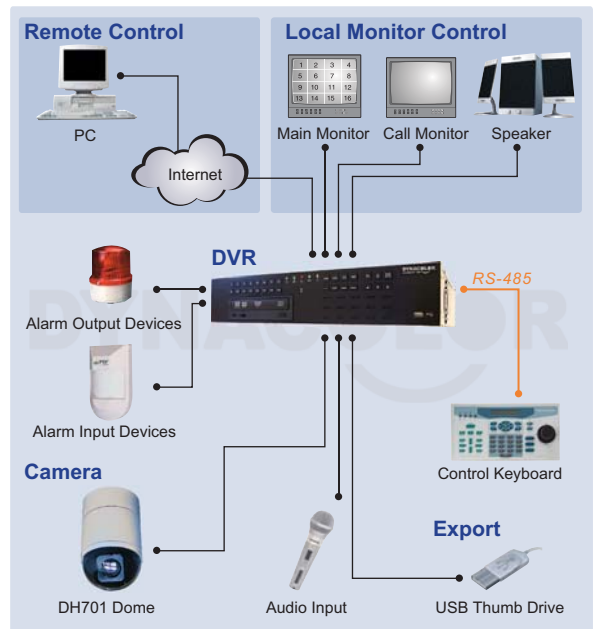 Remote Control
Local Monitor Control
1 2 3 4
5 6 7 8
9 10 11 12
13 14 15 16
PC
Main Monitor
Call Monitor
Speaker
Internet
DVR
DYNACOLOR
RS-485
Alarm Output Devices
DYNACOLOR
Alarm Input Devices
Control Keyboard
Camera
Export
DH701 Dome
Audio Input
USB Thumb Drive